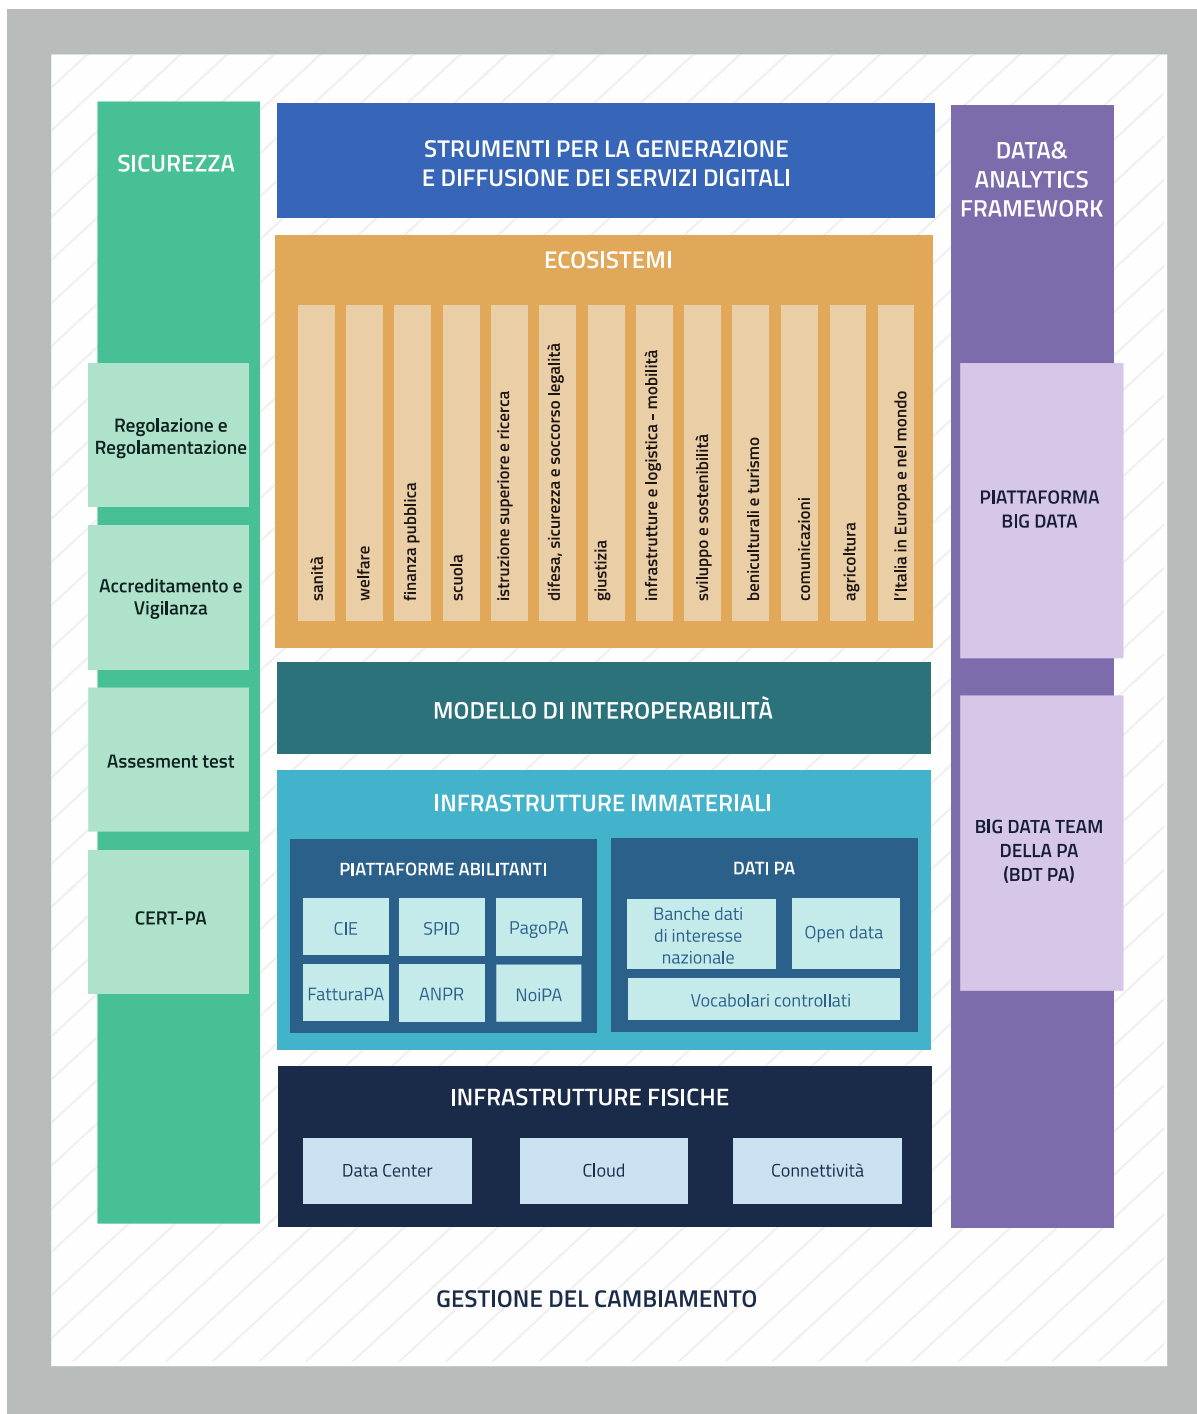 SICUREZZA
Regolazione e
Regolamentazione
Accreditamento e
Vigilanza
Assesment test
CERT-PA
STRUMENTI PER LA GENERAZIONE
E DIFFUSIONE DEI SERVIZI DIGITALI
ECOSISTEMI
sanità
welfare
finanza pubblica
scuola
istruzione superiore e ricerca
difesa, sicurezza e soccorso legalità
giustizia
infrastrutture e logistica - mobilità
sviluppo e sostenibilità
beniculturali e turismo
comunicazioni
agricoltura
l'Italia in Europa e nel mondo
MODELLO DI INTEROPERABILITÀ
INFRASTRUTTURE IMMATERIALI
PIATTAFORME ABILITANTI
CIE
SPID
PagoPA
FatturaPA
ANPR
NoiPA
DATI PA
Banche dati
di interesse
nazionale
Open data
Vocabolari controllati
INFRASTRUTTURE FISICHE
Data Center
Cloud
Connettività
DATA&
ANALYTICS
FRAMEWORK
PIATTAFORMA
BIG DATA
BIG DATA TEAM
DELLA PA
(BDT PA)
GESTIONE DEL CAMBIAMENTO